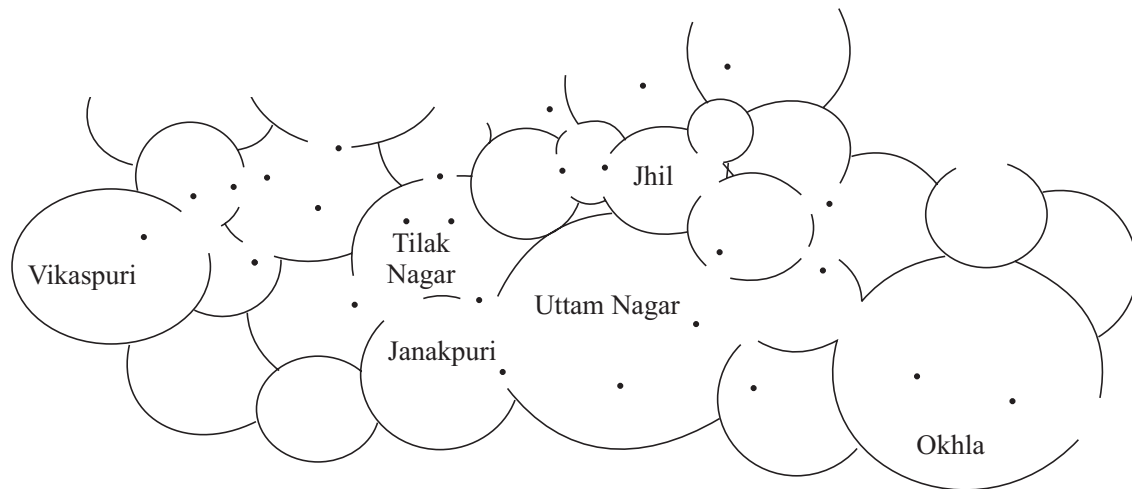 Jhil
Tilak
Nagar
Vikaspuri
Uttam Nagar
Janakpuri
Okhla